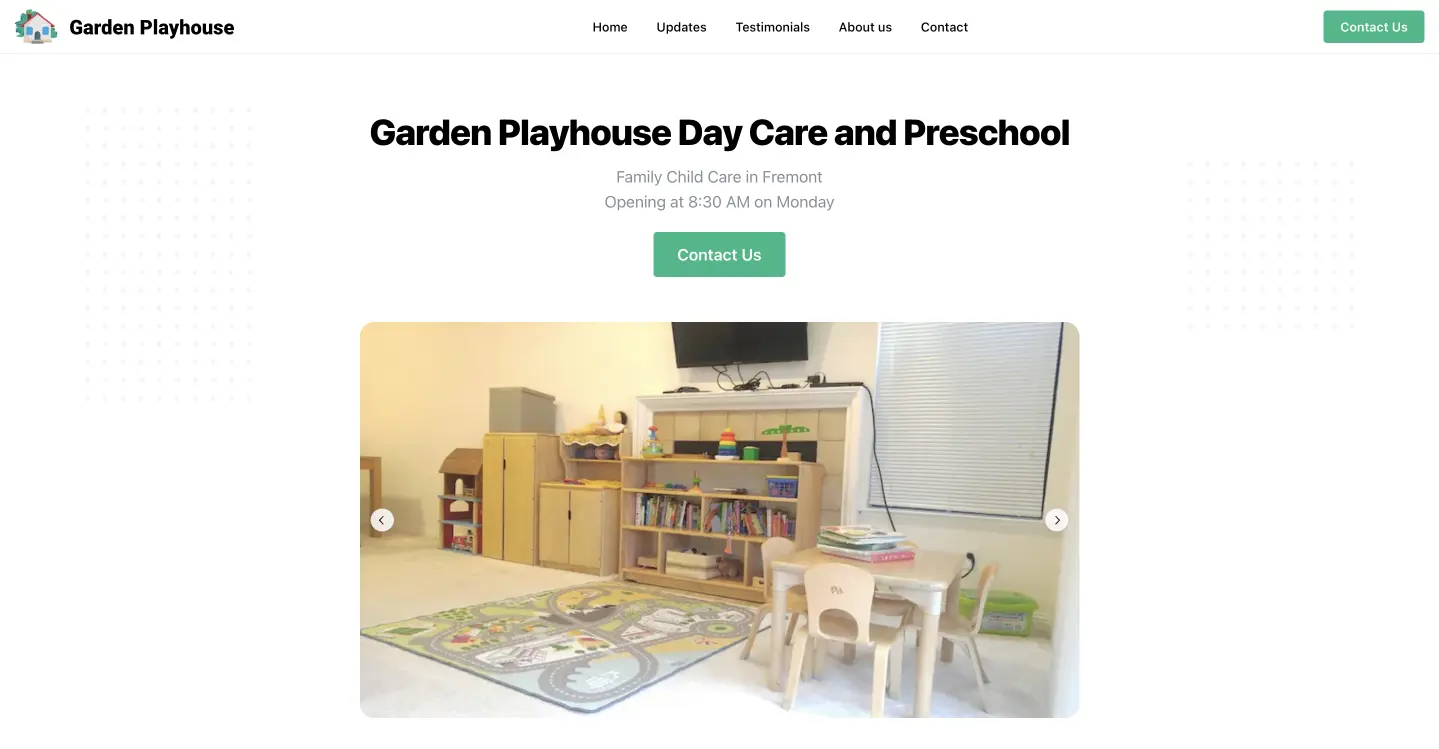 Garden Playhouse
Home
Updates
Testimonials
About us
Contact
Contact Us
Garden Playhouse Day Care and Preschool
Family Child Care in Fremont
Opening at 8:30 AM on Monday
Contact Us